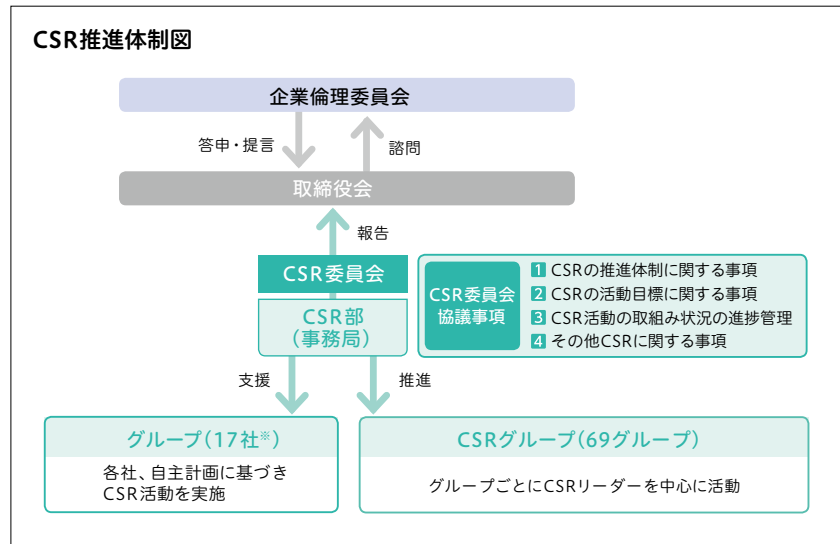 CSR推進体制図
企業倫理委員会
答申・提言
諮問
取締役会
報告
CSR委員会
CSR部
(事務局)
CSR委員会
協議事項
1 CSRの推進体制に関する事項
2 CSRの活動目標に関する事項
3 CSR活動の取組み状況の進捗管理
4 その他CSRに関する事項
支援
推進
グループ(17社※)
各社、自主計画に基づき
CSR活動を実施
CSRグループ(69グループ)
グループごとにCSRリーダーを中心に活動